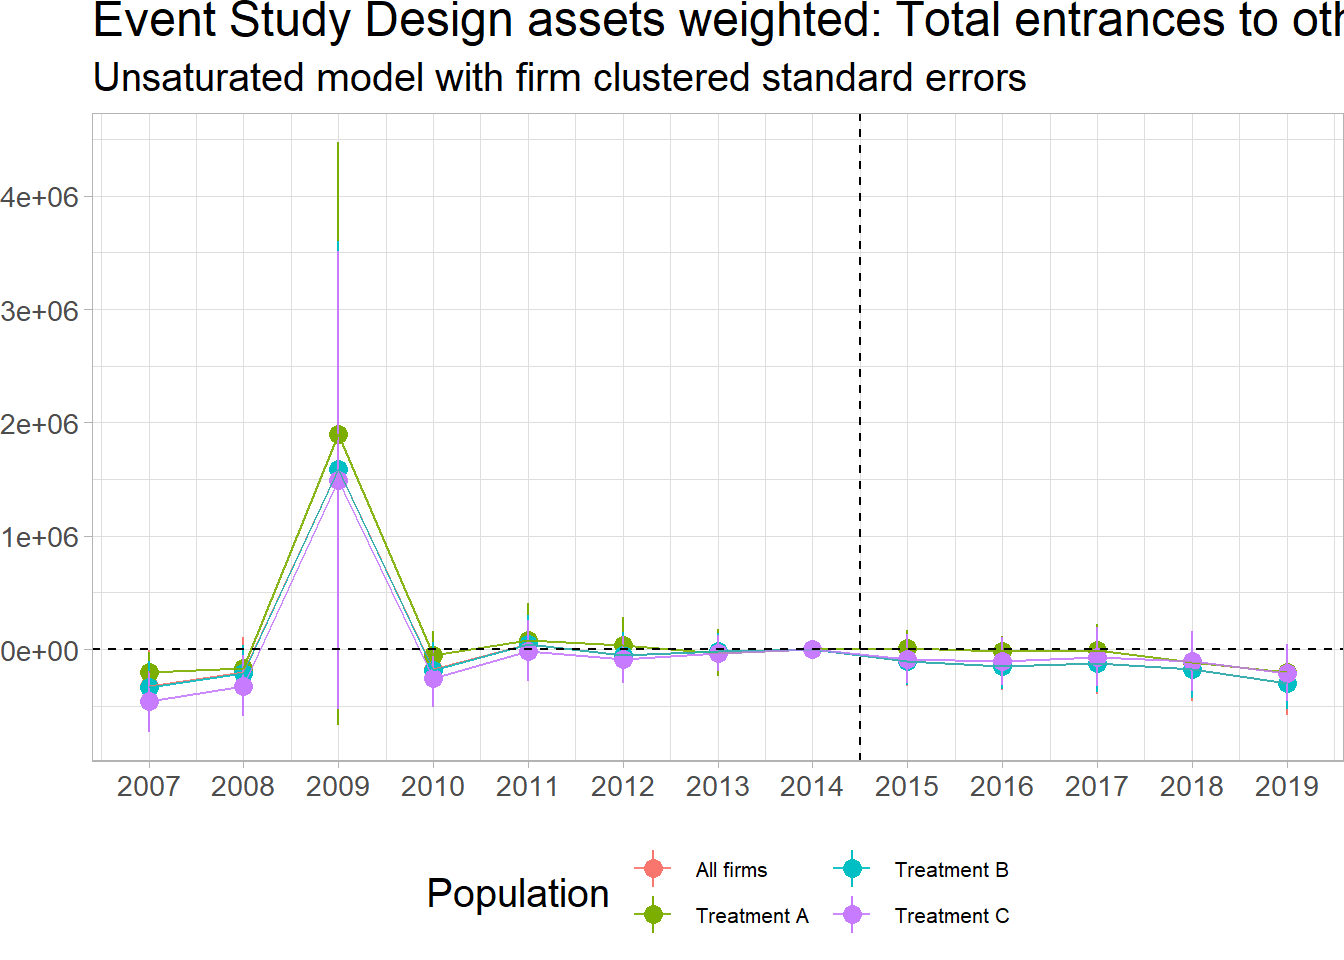 Event Study Design assets weighted: Total entrances to oth
Unsaturated model with firm clustered standard errors
4e+06
3e+06
2e+06
1e+06
0e+00
2007 2008 2009 2010 2011 2012 2013 2014 2015 2016 2017 2018 2019
Population
All firms
Treatment A
Treatment B
Treatment C